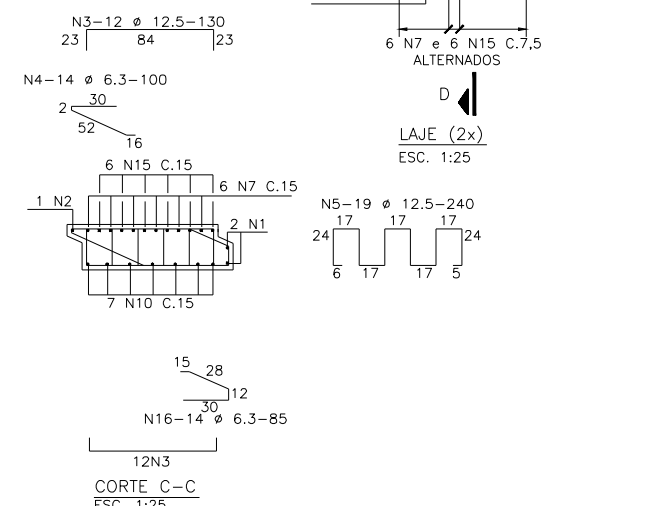 N3-12 ø 12.5-130
23 84 23
6 N7 e 6 N15 C.7,5
ALTERNADOS
N4-14 ø 6.3-100
30
2
52
16
D
LAJE (2x)
ESC. 1:25
6 N15 C.15
6 N7 C.15
1 N2
2 N1
7 N10 C.15
N5-19 ø 12.5-240
17 17 17
24 24
6 17 17 5
15
28
12
30
N16-14 ø 6.3-85
12N3
CORTE C-C
ESC. 1:25